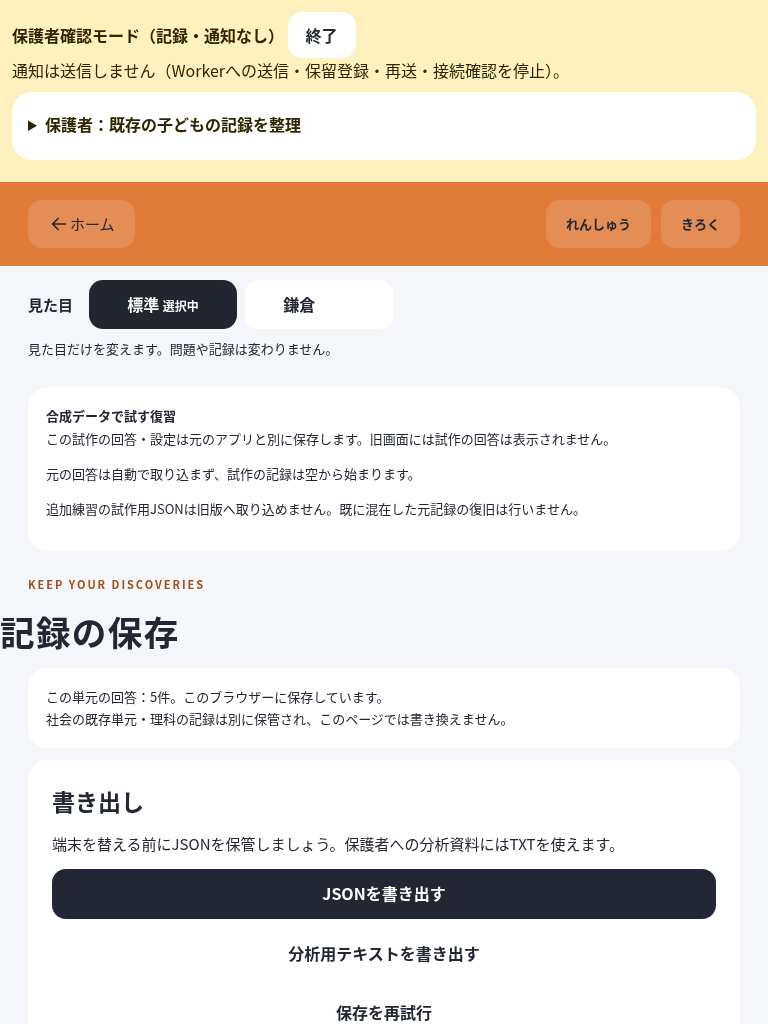 保護者確認モード（記録・通知なし） 終了
通知は送信しません（Workerへの送信・保留登録・再送・接続確認を停止）。
▶ 保護者：既存の子どもの記録を整理
← ホーム れんしゅう きろく
見た目 標準 選択中 鎌倉
見た目だけを変えます。問題や記録は変わりません。
合成データで試す復習
この試作の回答・設定は元のアプリと別に保存します。旧画面には試作の回答は表示されません。
元の回答は自動で取り込まず、試作の記録は空から始まります。
追加練習の試作用JSONは旧版へ取り込めません。既に混在した元記録の復旧は行いません。
KEEP YOUR DISCOVERIES
記録の保存
この単元の回答：5件。このブラウザーに保存しています。
社会の既存単元・理科の記録は別に保管され、このページでは書き換えません。
書き出し
端末を替える前にJSONを保管しましょう。保護者への分析資料にはTXTを使えます。
JSONを書き出す
分析用テキストを書き出す
保存を再試行